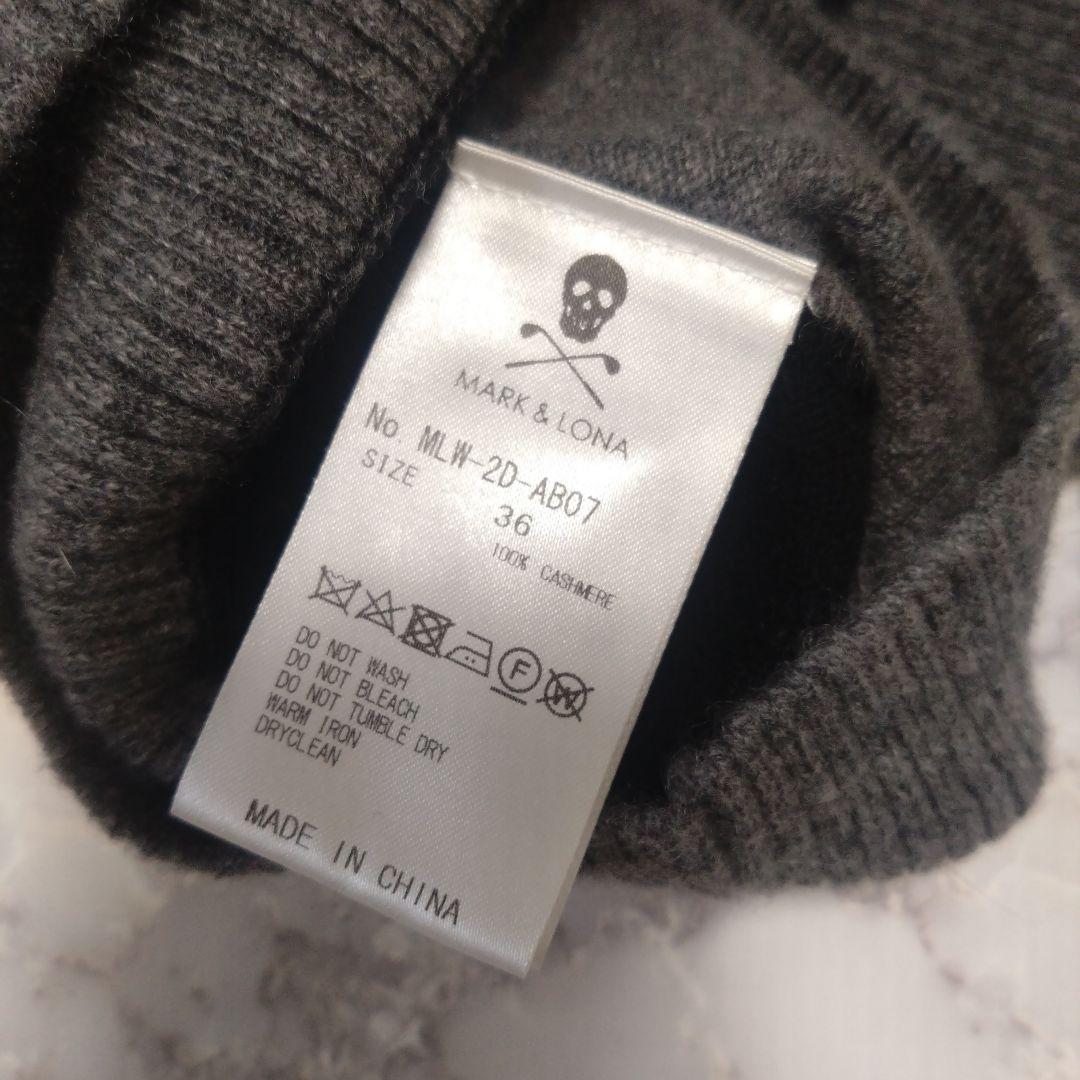 MARK & LONA
No. MLW-2D-AB07
SIZE 36
100% CASHMERE
F W
DO NOT WASH
DO NOT BLEACH
DO NOT TUMBLE DRY
WARM IRON
DRYCLEAN
MADE IN CHINA